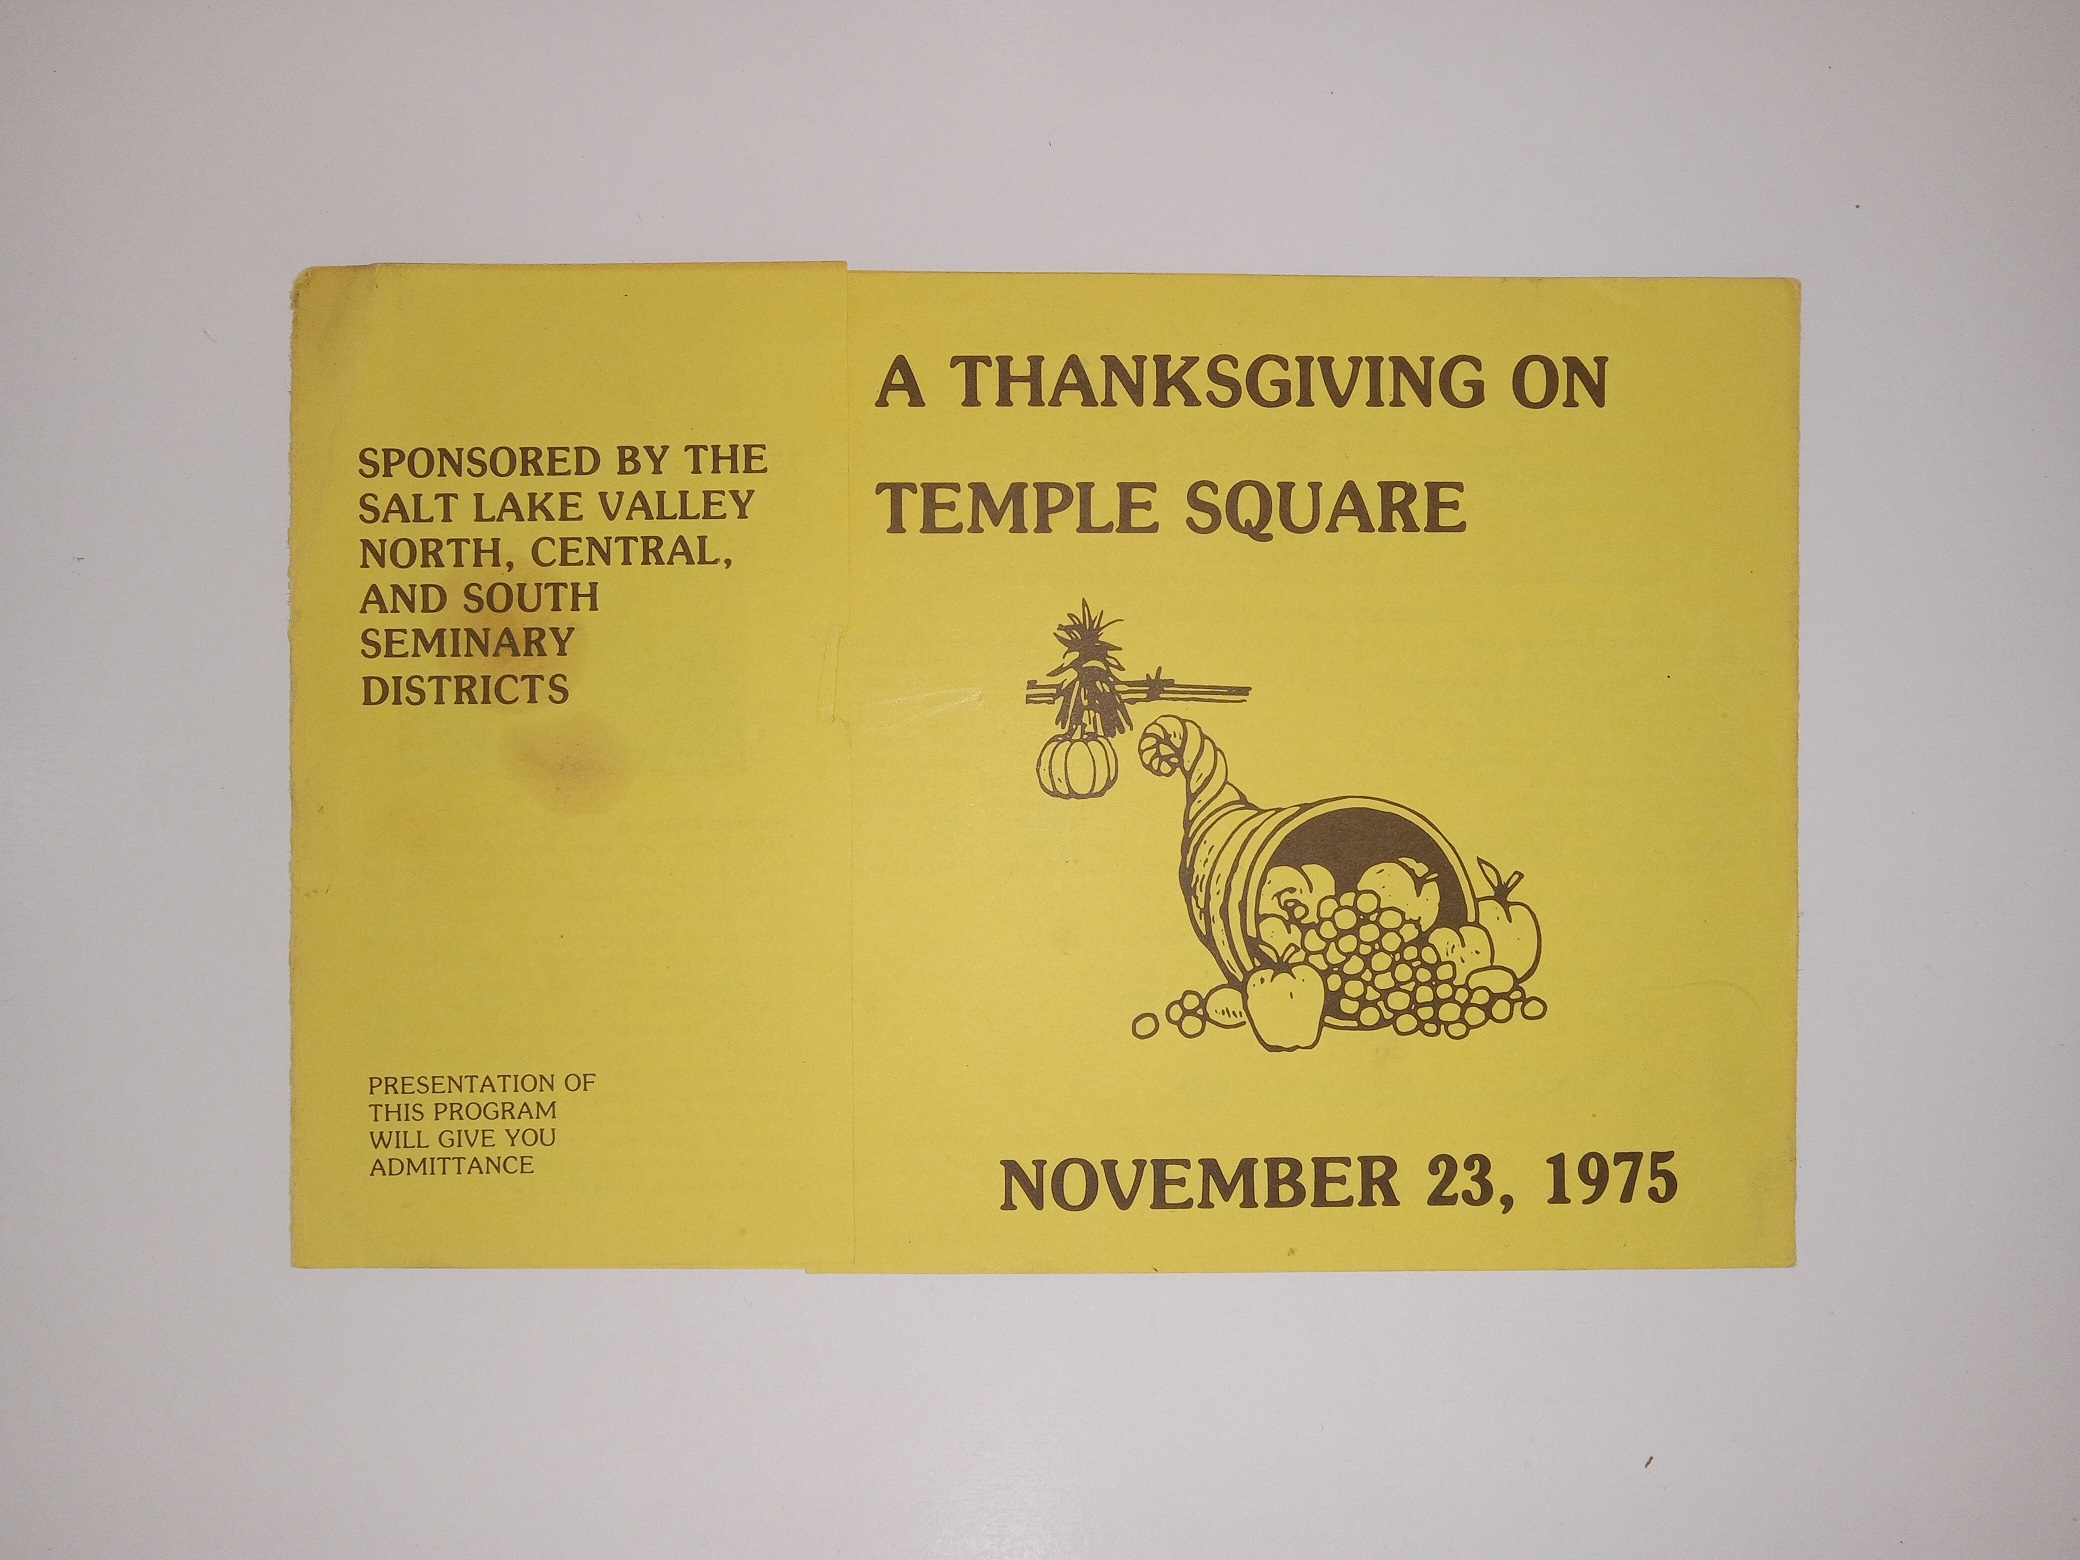 SPONSORED BY THE
SALT LAKE VALLEY
NORTH, CENTRAL,
AND SOUTH
SEMINARY
DISTRICTS
PRESENTATION OF
THIS PROGRAM
WILL GIVE YOU
ADMITTANCE
A THANKSGIVING ON
TEMPLE SQUARE
NOVEMBER 23, 1975